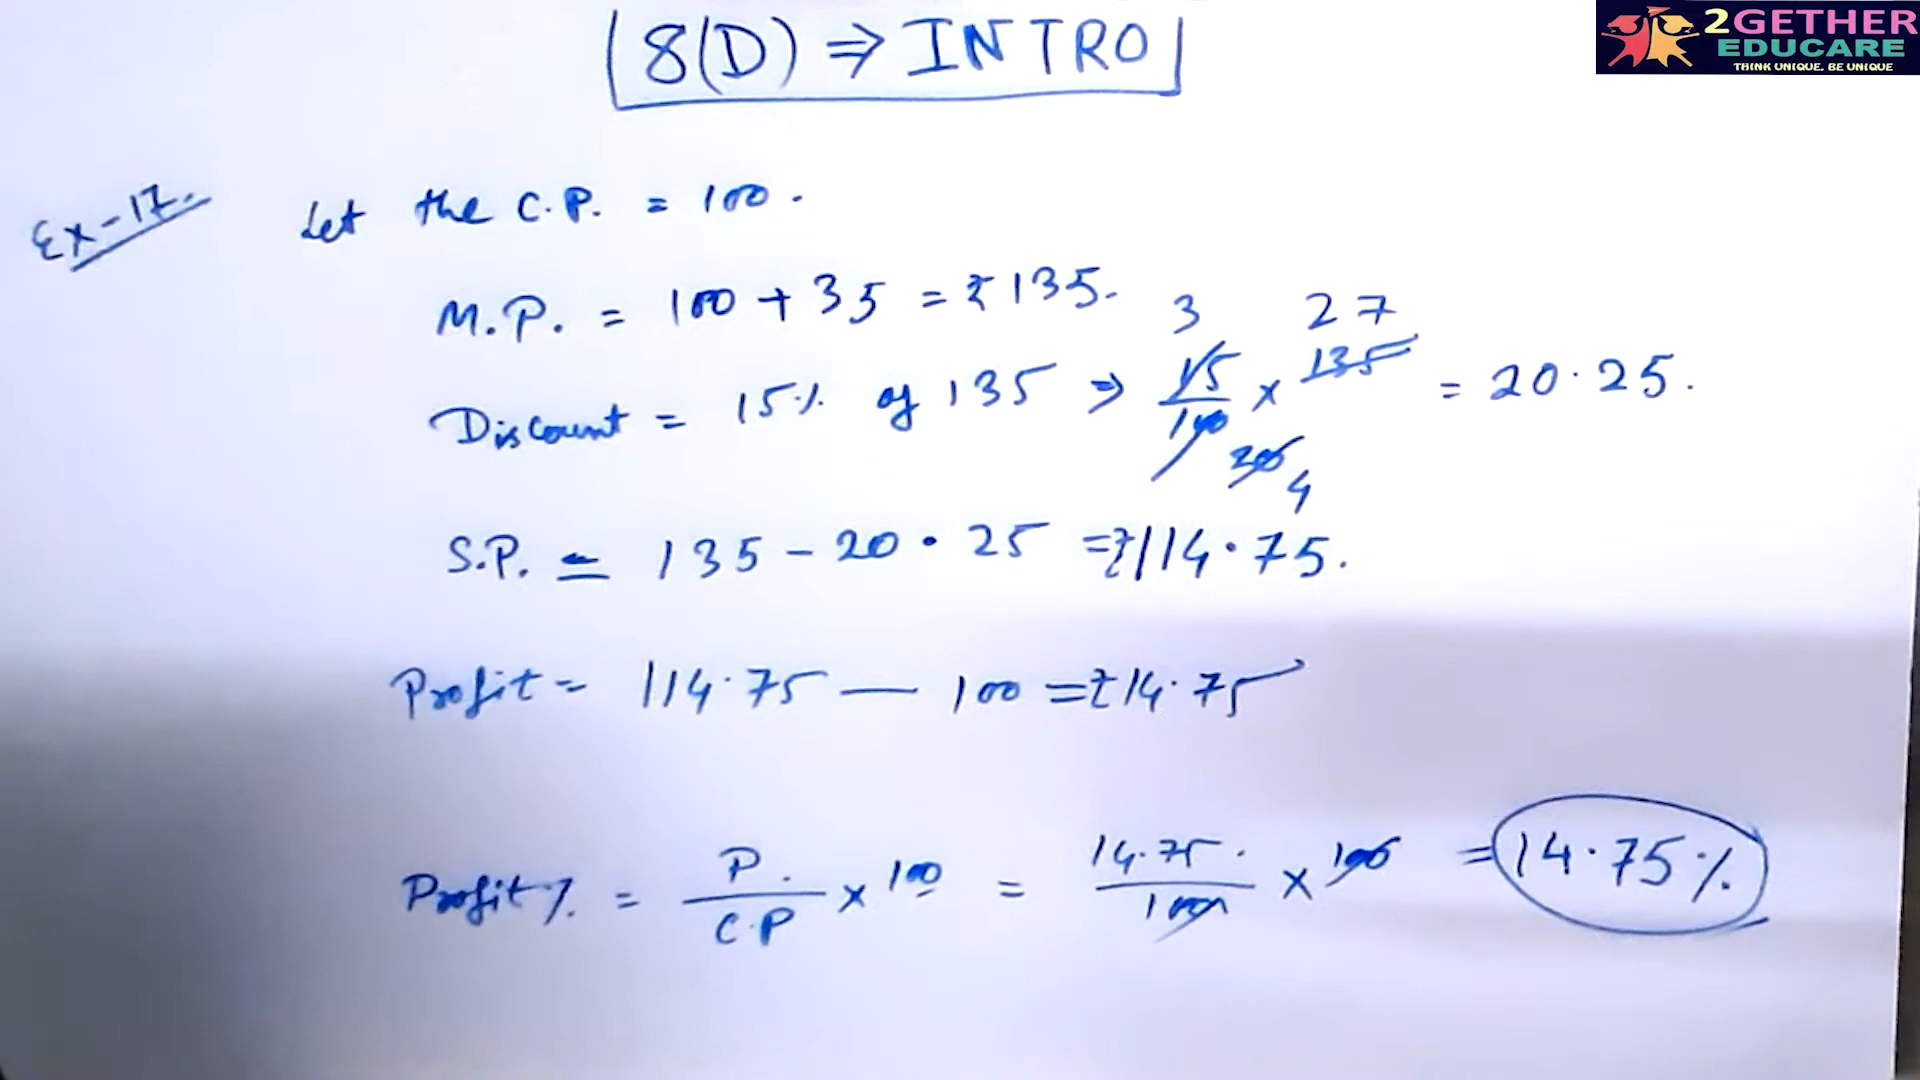 8(D) ⇒ INTRO
2GETHER
EDUCARE
THINK UNIQUE. BE UNIQUE
Ex-17. Let the C.P. = 100.
M.P. = 100 + 35 = ₹135.
3 27
Discount = 15% of 135 ⇒ 15/100 × 135 = 20.25.
20
4
S.P. = 135 - 20.25 = ₹114.75.
Profit = 114.75 — 100 = ₹14.75
Profit % = P./C.P × 100 = 14.75./100 × 100 = 14.75%